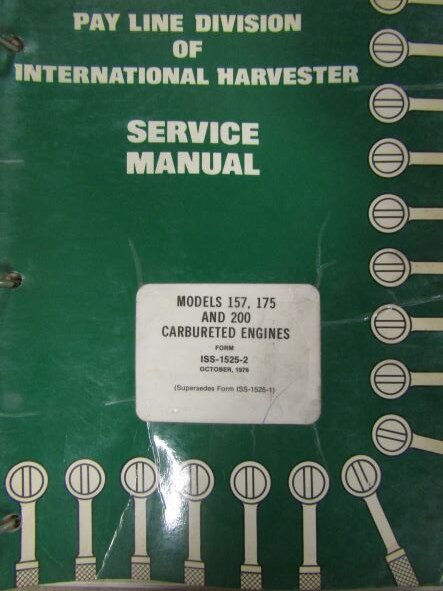 PAY LINE DIVISION
OF
INTERNATIONAL HARVESTER
SERVICE
MANUAL
MODELS 157, 175
AND 200
CARBURETED ENGINES
FORM
ISS-1525-2
OCTOBER, 1976
(Supersedes Form ISS-1525-1)